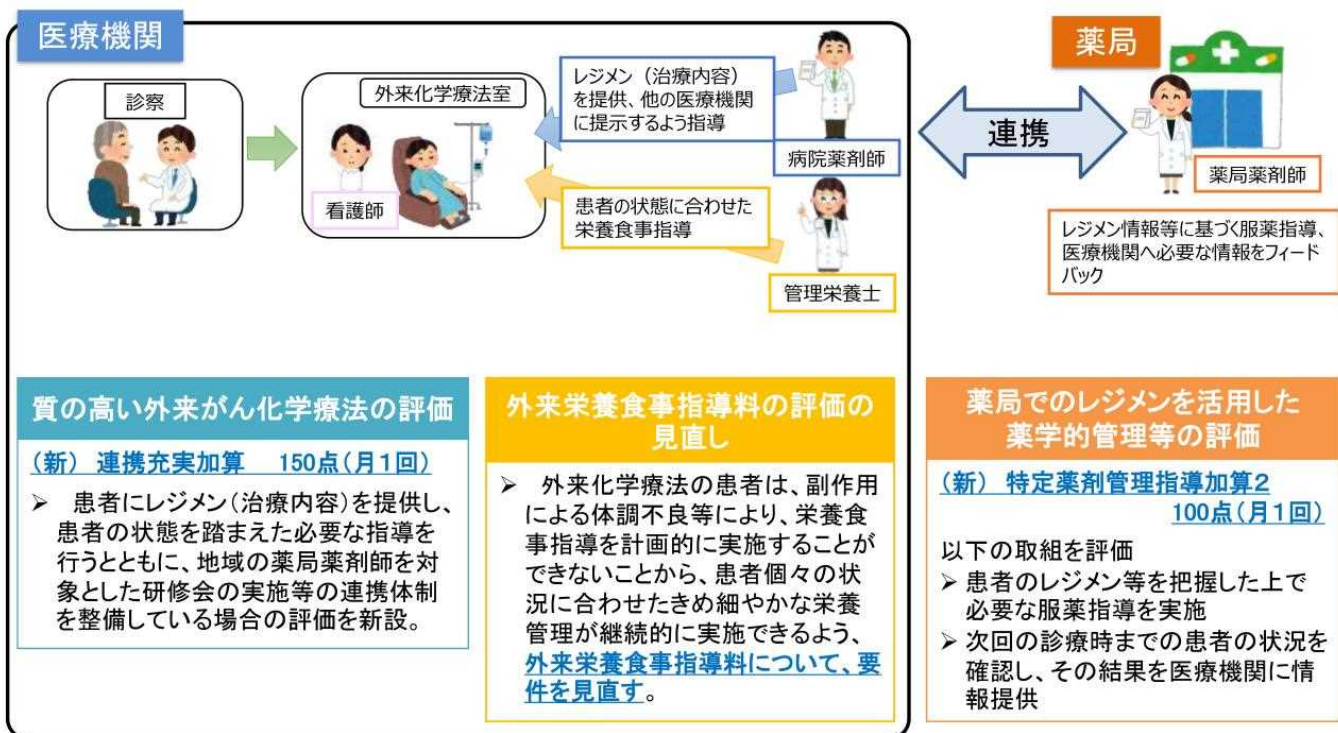 医療機関
診察
外来化学療法室
看護師
レジメン（治療内容）
を提供、他の医療機関
に提示するよう指導
病院薬剤師
患者の状態に合わせた
栄養食事指導
管理栄養士
連携
薬局
薬局薬剤師
レジメン情報等に基づく服薬指導、
医療機関へ必要な情報をフィード
バック
質の高い外来がん化学療法の評価
（新） 連携充実加算　150点（月１回）
➢ 患者にレジメン（治療内容）を提供し、
患者の状態を踏まえた必要な指導を
行うとともに、地域の薬局薬剤師を対
象とした研修会の実施等の連携体制
を整備している場合の評価を新設。
外来栄養食事指導料の評価の
見直し
➢ 外来化学療法の患者は、副作用
による体調不良等により、栄養食
事指導を計画的に実施することが
できないことから、患者個々の状
況に合わせたきめ細やかな栄養
管理が継続的に実施できるよう、
外来栄養食事指導料について、要
件を見直す。
薬局でのレジメンを活用した
薬学的管理等の評価
（新） 特定薬剤管理指導加算２
100点（月１回）
以下の取組を評価
➢ 患者のレジメン等を把握した上で
必要な服薬指導を実施
➢ 次回の診療時までの患者の状況を
確認し、その結果を医療機関に情
報提供